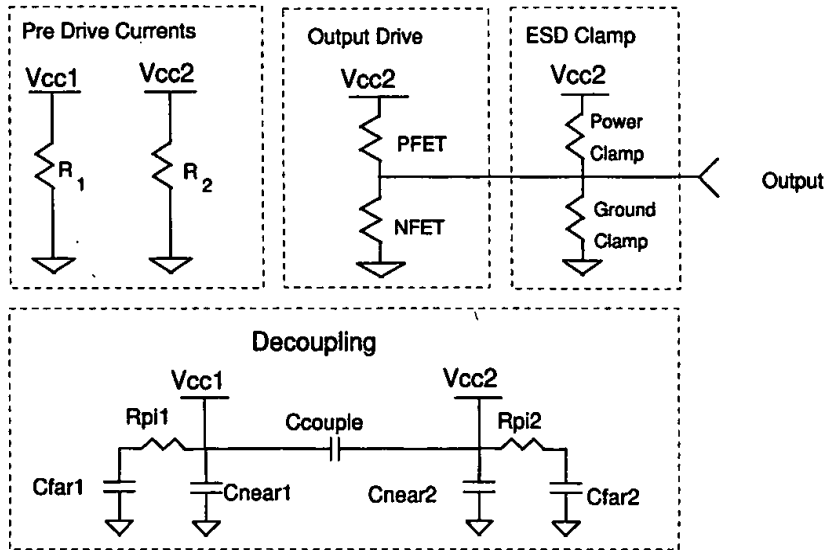 Pre Drive Currents
Vcc1
Vcc2
R1
R2
Output Drive
Vcc2
PFET
NFET
ESD Clamp
Vcc2
Power
Clamp
Ground
Clamp
Output
Decoupling
Vcc1
Vcc2
Rpi1
Ccouple
Rpi2
Cfar1
Cnear1
Cnear2
Cfar2